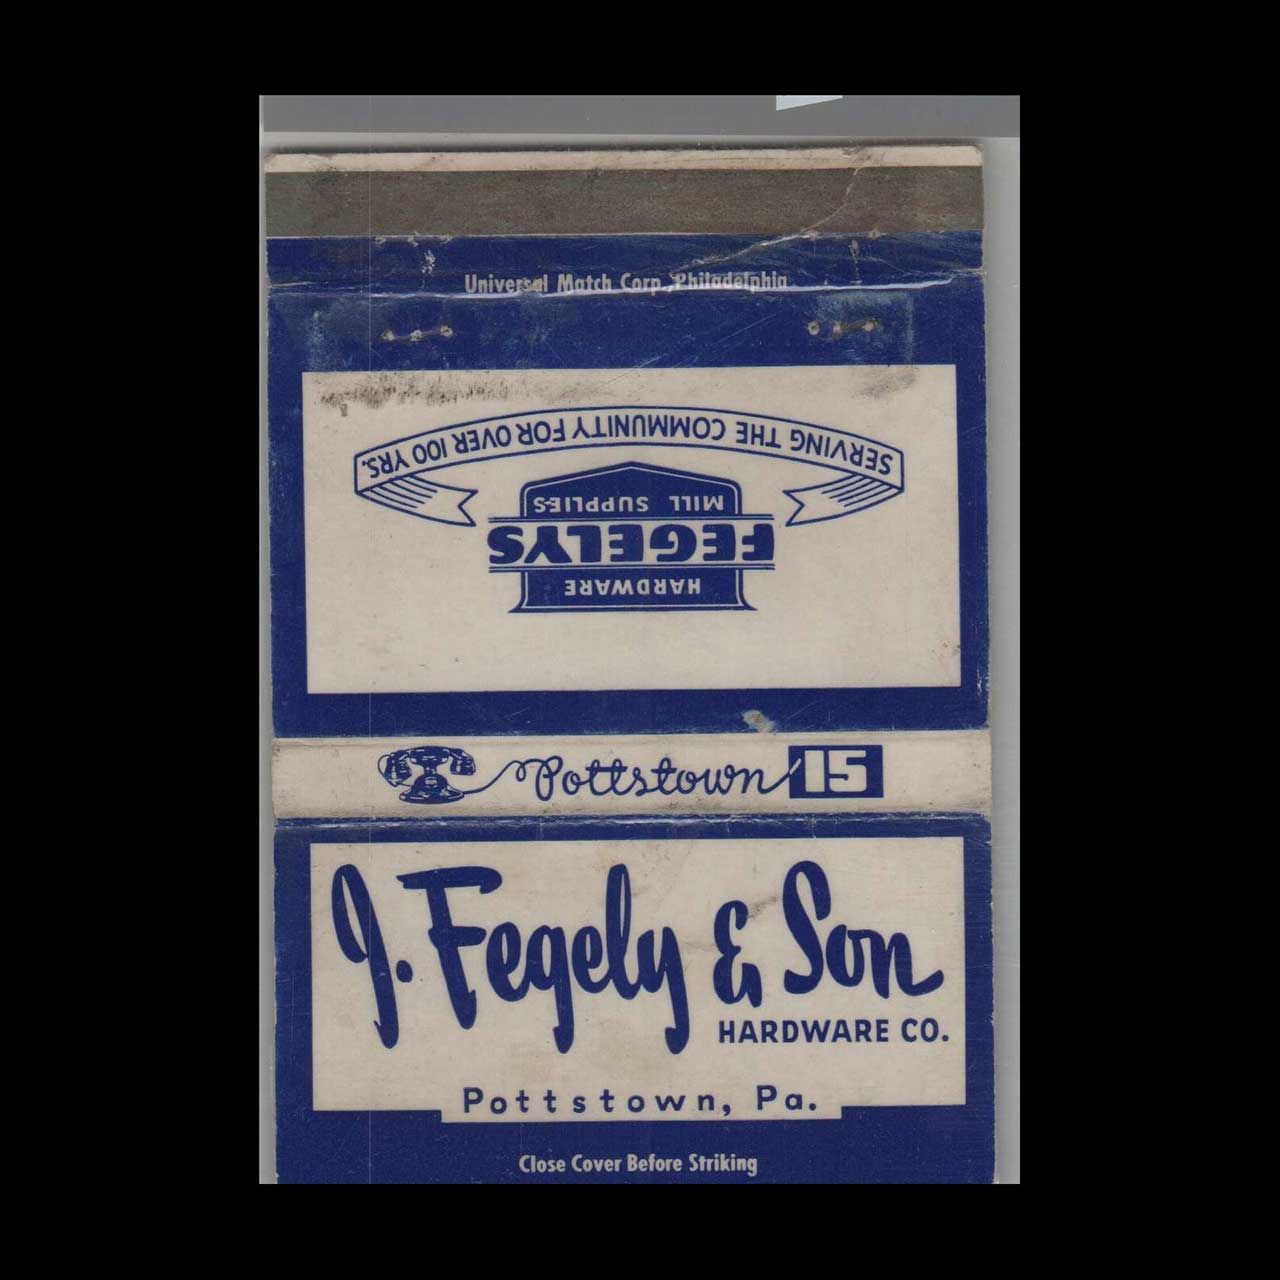 Universal Match Corp., Philadelphia
SERVING THE COMMUNITY FOR OVER 100 YRS.
HARDWARE
FEGELYS
MILL SUPPLIES
Pottstown 15
J. Fegely & Son
HARDWARE CO.
Pottstown, Pa.
Close Cover Before Striking